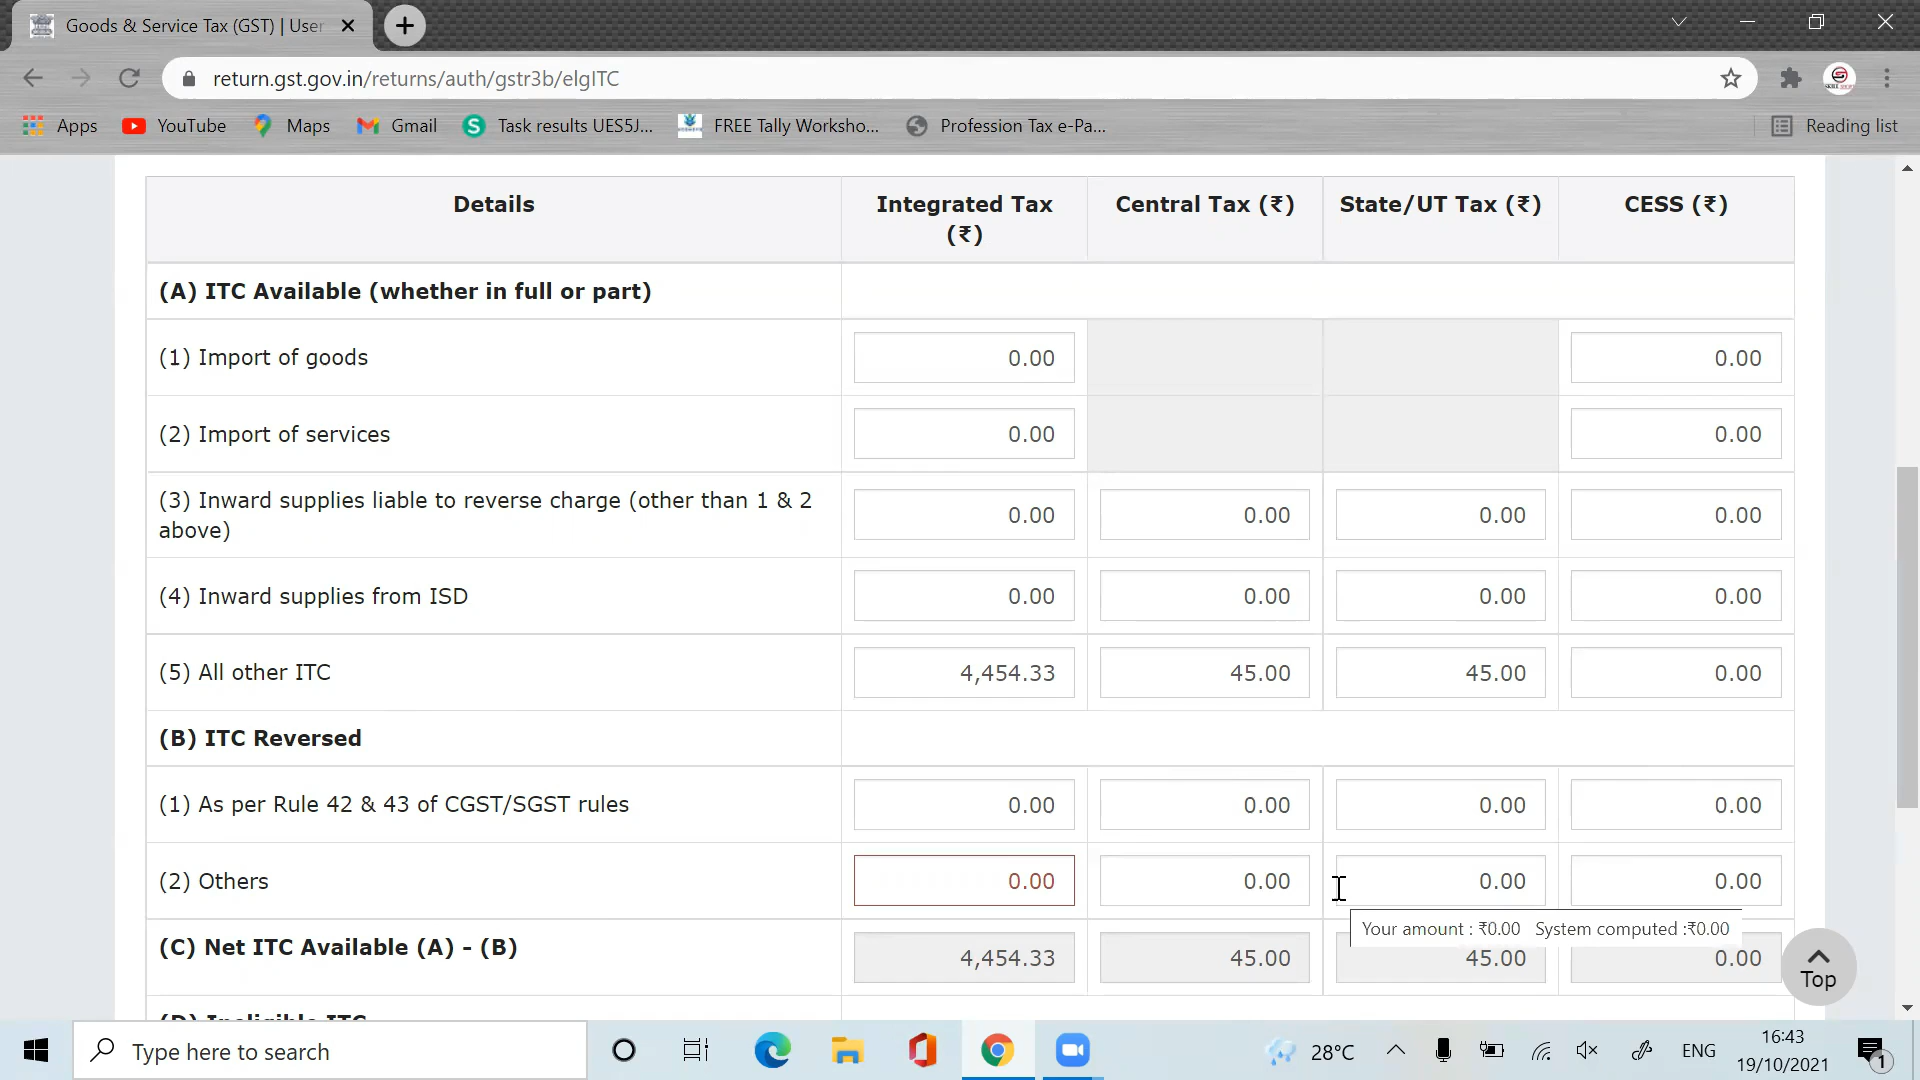 Goods & Service Tax (GST) | User
return.gst.gov.in/returns/auth/gstr3b/elgITC
Apps YouTube Maps Gmail Task results UES5J... FREE Tally Worksho... Profession Tax e-Pa... Reading list
Details Integrated Tax (₹) Central Tax (₹) State/UT Tax (₹) CESS (₹)
(A) ITC Available (whether in full or part)
(1) Import of goods 0.00 0.00
(2) Import of services 0.00 0.00
(3) Inward supplies liable to reverse charge (other than 1 & 2
above) 0.00 0.00 0.00 0.00
(4) Inward supplies from ISD 0.00 0.00 0.00 0.00
(5) All other ITC 4,454.33 45.00 45.00 0.00
(B) ITC Reversed
(1) As per Rule 42 & 43 of CGST/SGST rules 0.00 0.00 0.00 0.00
(2) Others 0.00 0.00 0.00 0.00
Your amount : ₹0.00 System computed :₹0.00
(C) Net ITC Available (A) - (B) 4,454.33 45.00 45.00 0.00
Top
(D) Ineligible ITC
Type here to search 28°C ENG 16:43
19/10/2021 1